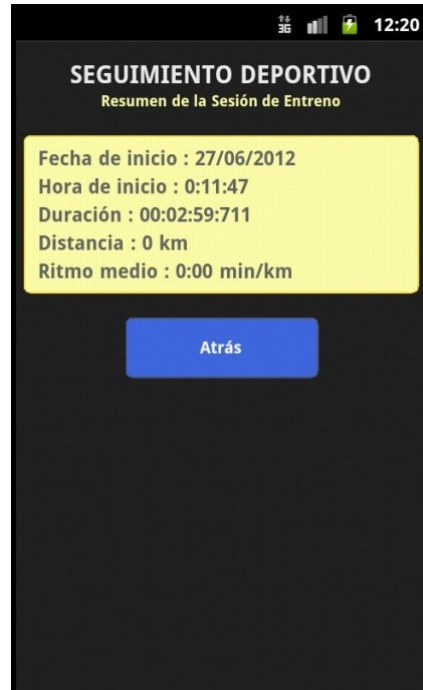 3G 12:20
SEGUIMIENTO DEPORTIVO
Resumen de la Sesión de Entreno
Fecha de inicio : 27/06/2012
Hora de inicio : 0:11:47
Duración : 00:02:59:711
Distancia : 0 km
Ritmo medio : 0:00 min/km
Atrás